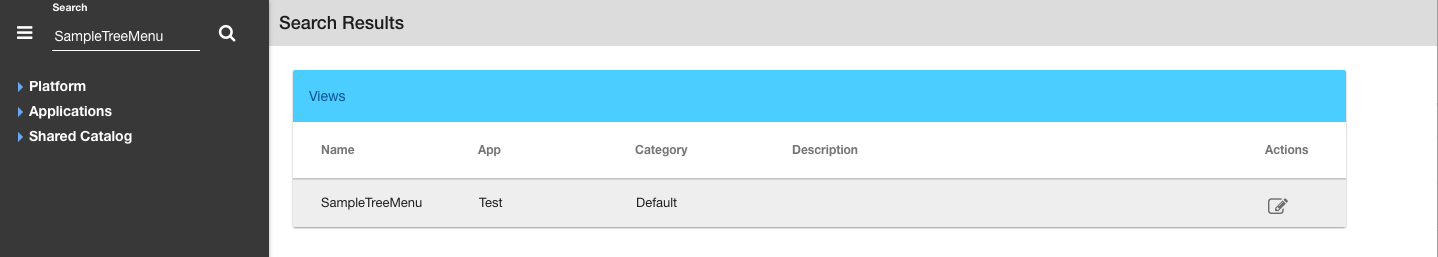 Search
SampleTreeMenu
Platform
Applications
Shared Catalog
Search Results
Views
Name App Category Description Actions
SampleTreeMenu Test Default